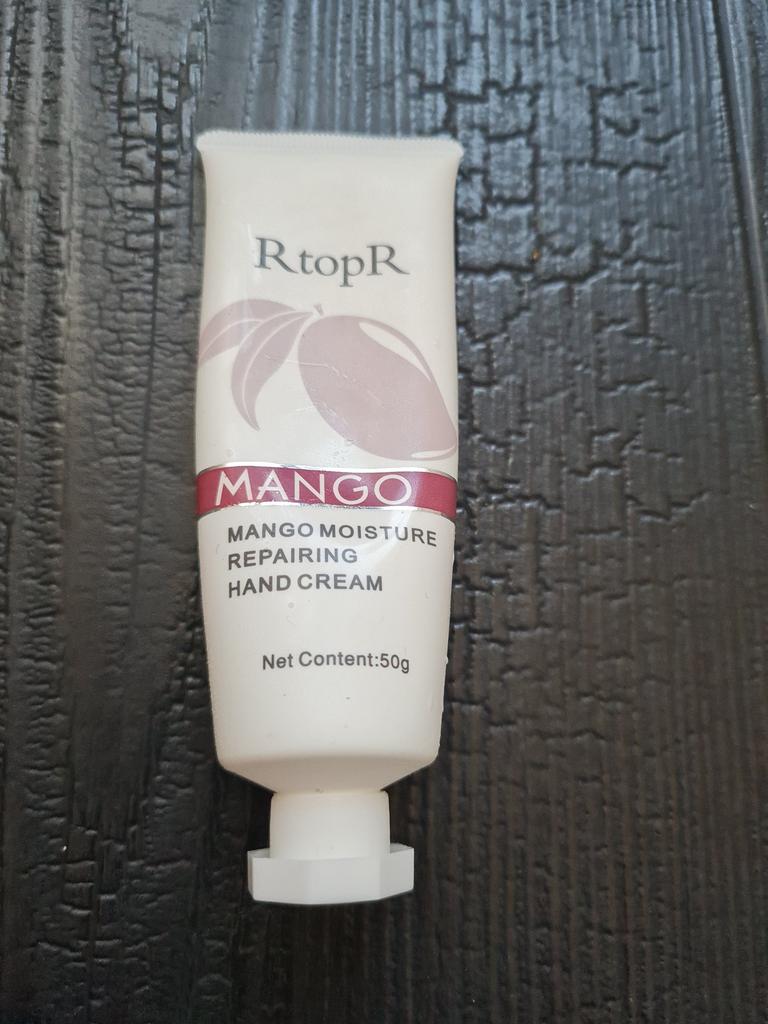 RtopR
MANGO
MANGO MOISTURE
REPAIRING
HAND CREAM
Net Content:50g